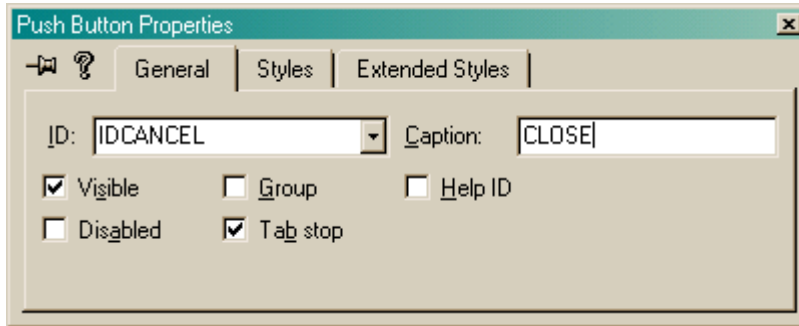 Push Button Properties
General Styles Extended Styles
ID: IDCANCEL Caption: CLOSE
Visible Group Help ID
Disabled Tab stop